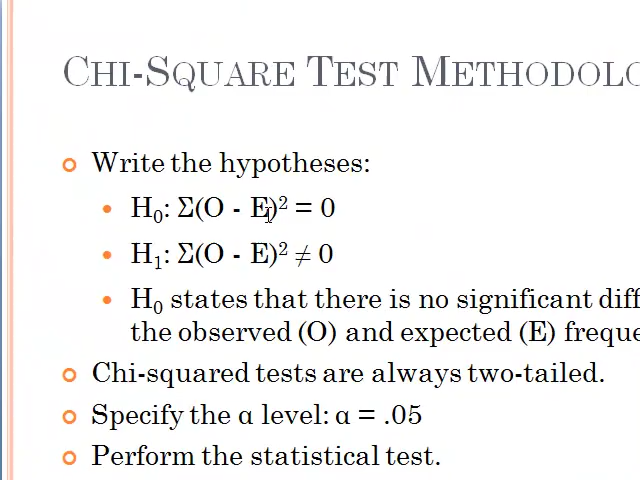 CHI-SQUARE TEST METHODOLO
Write the hypotheses:
H₀: Σ(O - E)² = 0
H₁: Σ(O - E)² ≠ 0
H₀ states that there is no significant diff
the observed (O) and expected (E) freque
Chi-squared tests are always two-tailed.
Specify the α level: α = .05
Perform the statistical test.